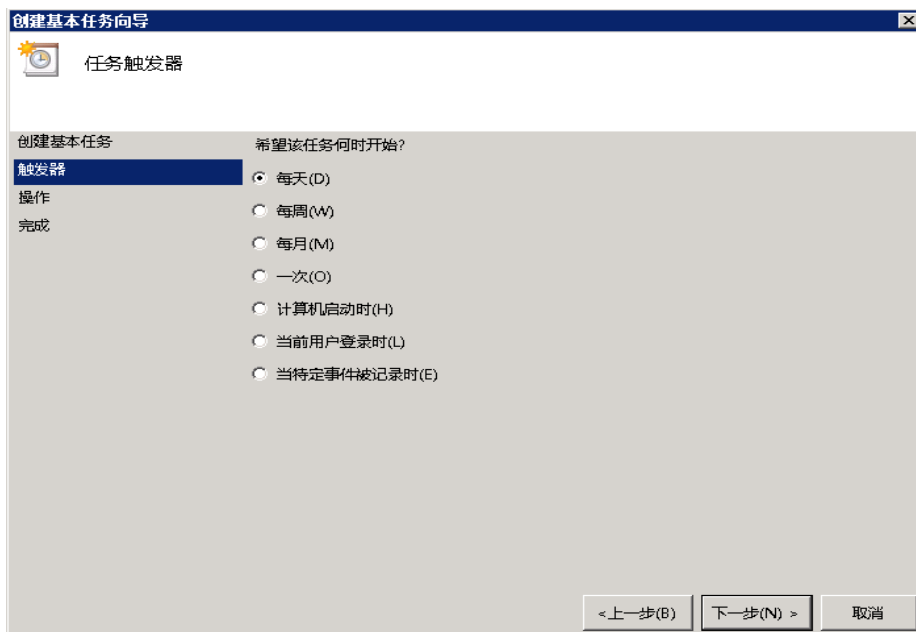 创建基本任务向导
任务触发器
创建基本任务
触发器
操作
完成
希望该任务何时开始?
每天(D)
每周(W)
每月(M)
一次(O)
计算机启动时(H)
当前用户登录时(L)
当待定事件被记录时(E)
<上一步(B)
下一步(N) >
取消